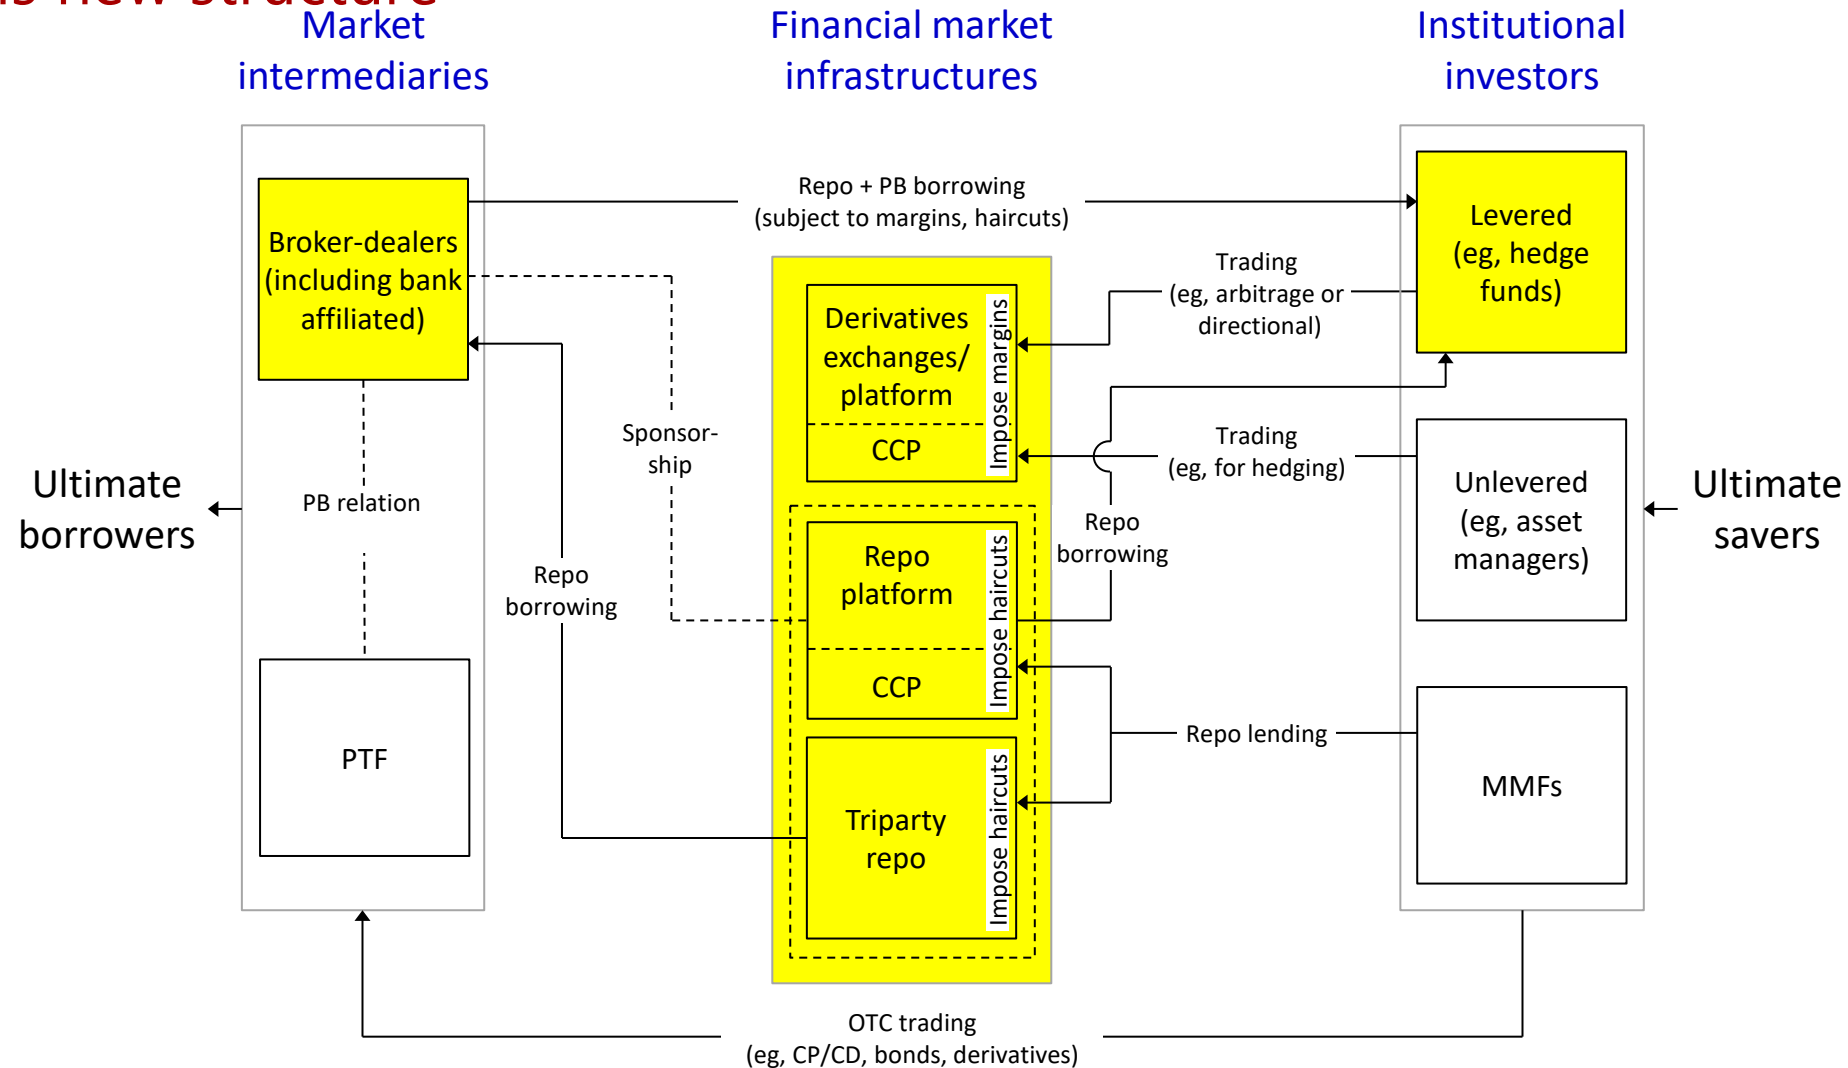 new structure
Market
intermediaries
Financial market
infrastructures
Institutional
investors
Broker-dealers
(including bank
affiliated)
Repo + PB borrowing
(subject to margins, haircuts)
Levered
(eg, hedge
funds)
Trading
(eg, arbitrage or
directional)
Derivatives
exchanges/
platform
CCP
Impose margins
Sponsor-
ship
Trading
(eg, for hedging)
Ultimate
borrowers
PB relation
Unlevered
(eg, asset
managers)
Ultimate
savers
Repo
borrowing
Repo
platform
CCP
Impose haircuts
Repo
borrowing
PTF
Repo lending
MMFs
Triparty
repo
Impose haircuts
OTC trading
(eg, CP/CD, bonds, derivatives)